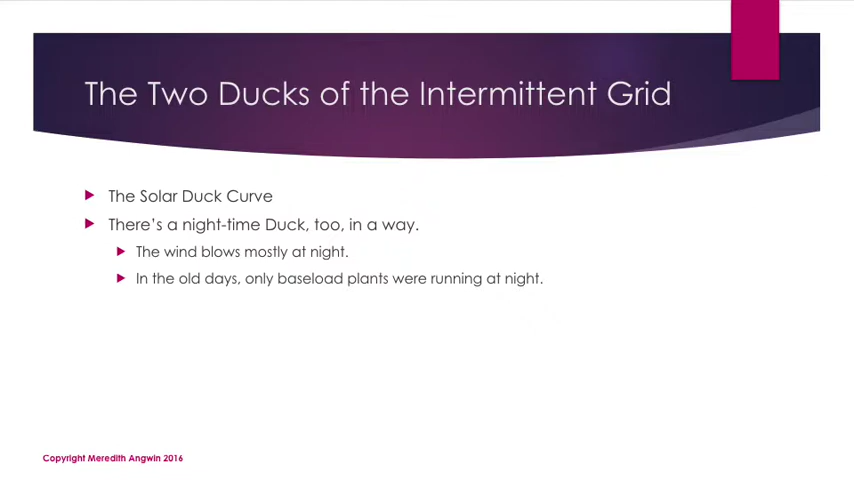 The Two Ducks of the Intermittent Grid
The Solar Duck Curve
There's a night-time Duck, too, in a way.
The wind blows mostly at night.
In the old days, only baseload plants were running at night.
Copyright Meredith Angwin 2016